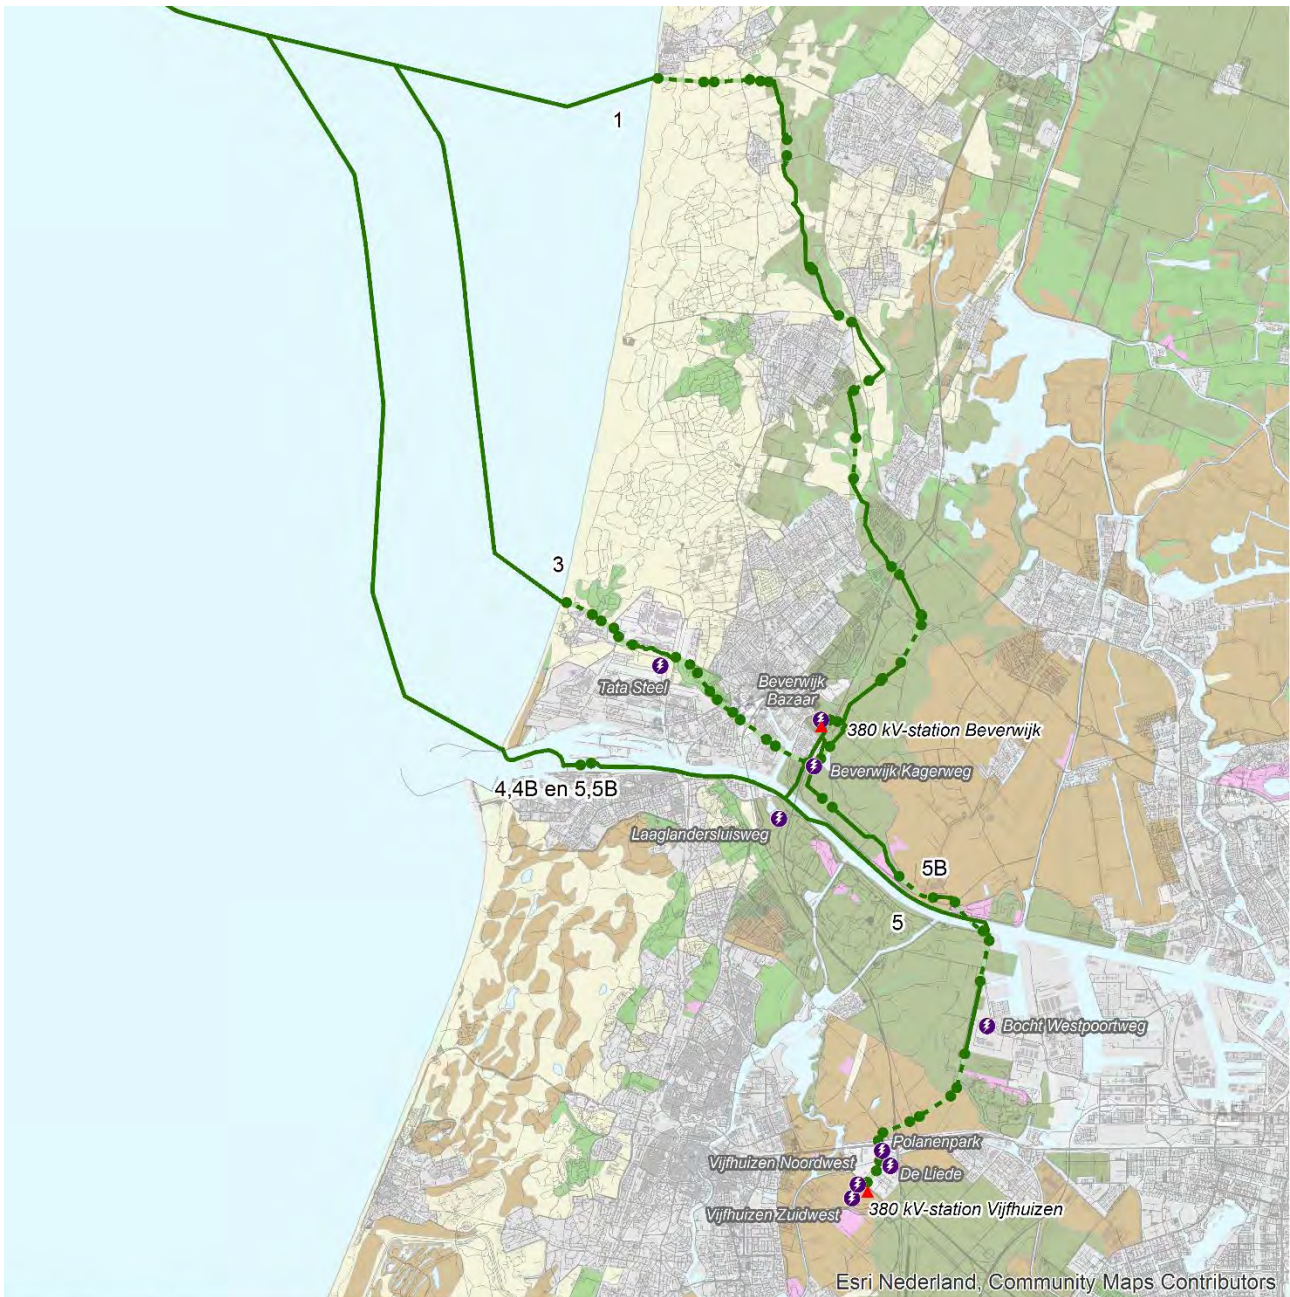 1
3
Tata Steel
Beverwijk
Bazaar
380 kV-station Beverwijk
Beverwijk Kagerweg
4,4B en 5,5B
Laaglandersluisweg
5B
5
Bocht Westpoortweg
Polanenpark
Vijfhuizen Noordwest
De Liede
Vijfhuizen Zuidwest
380 kV-station Vijfhuizen
Esri Nederland, Community Maps Contributors